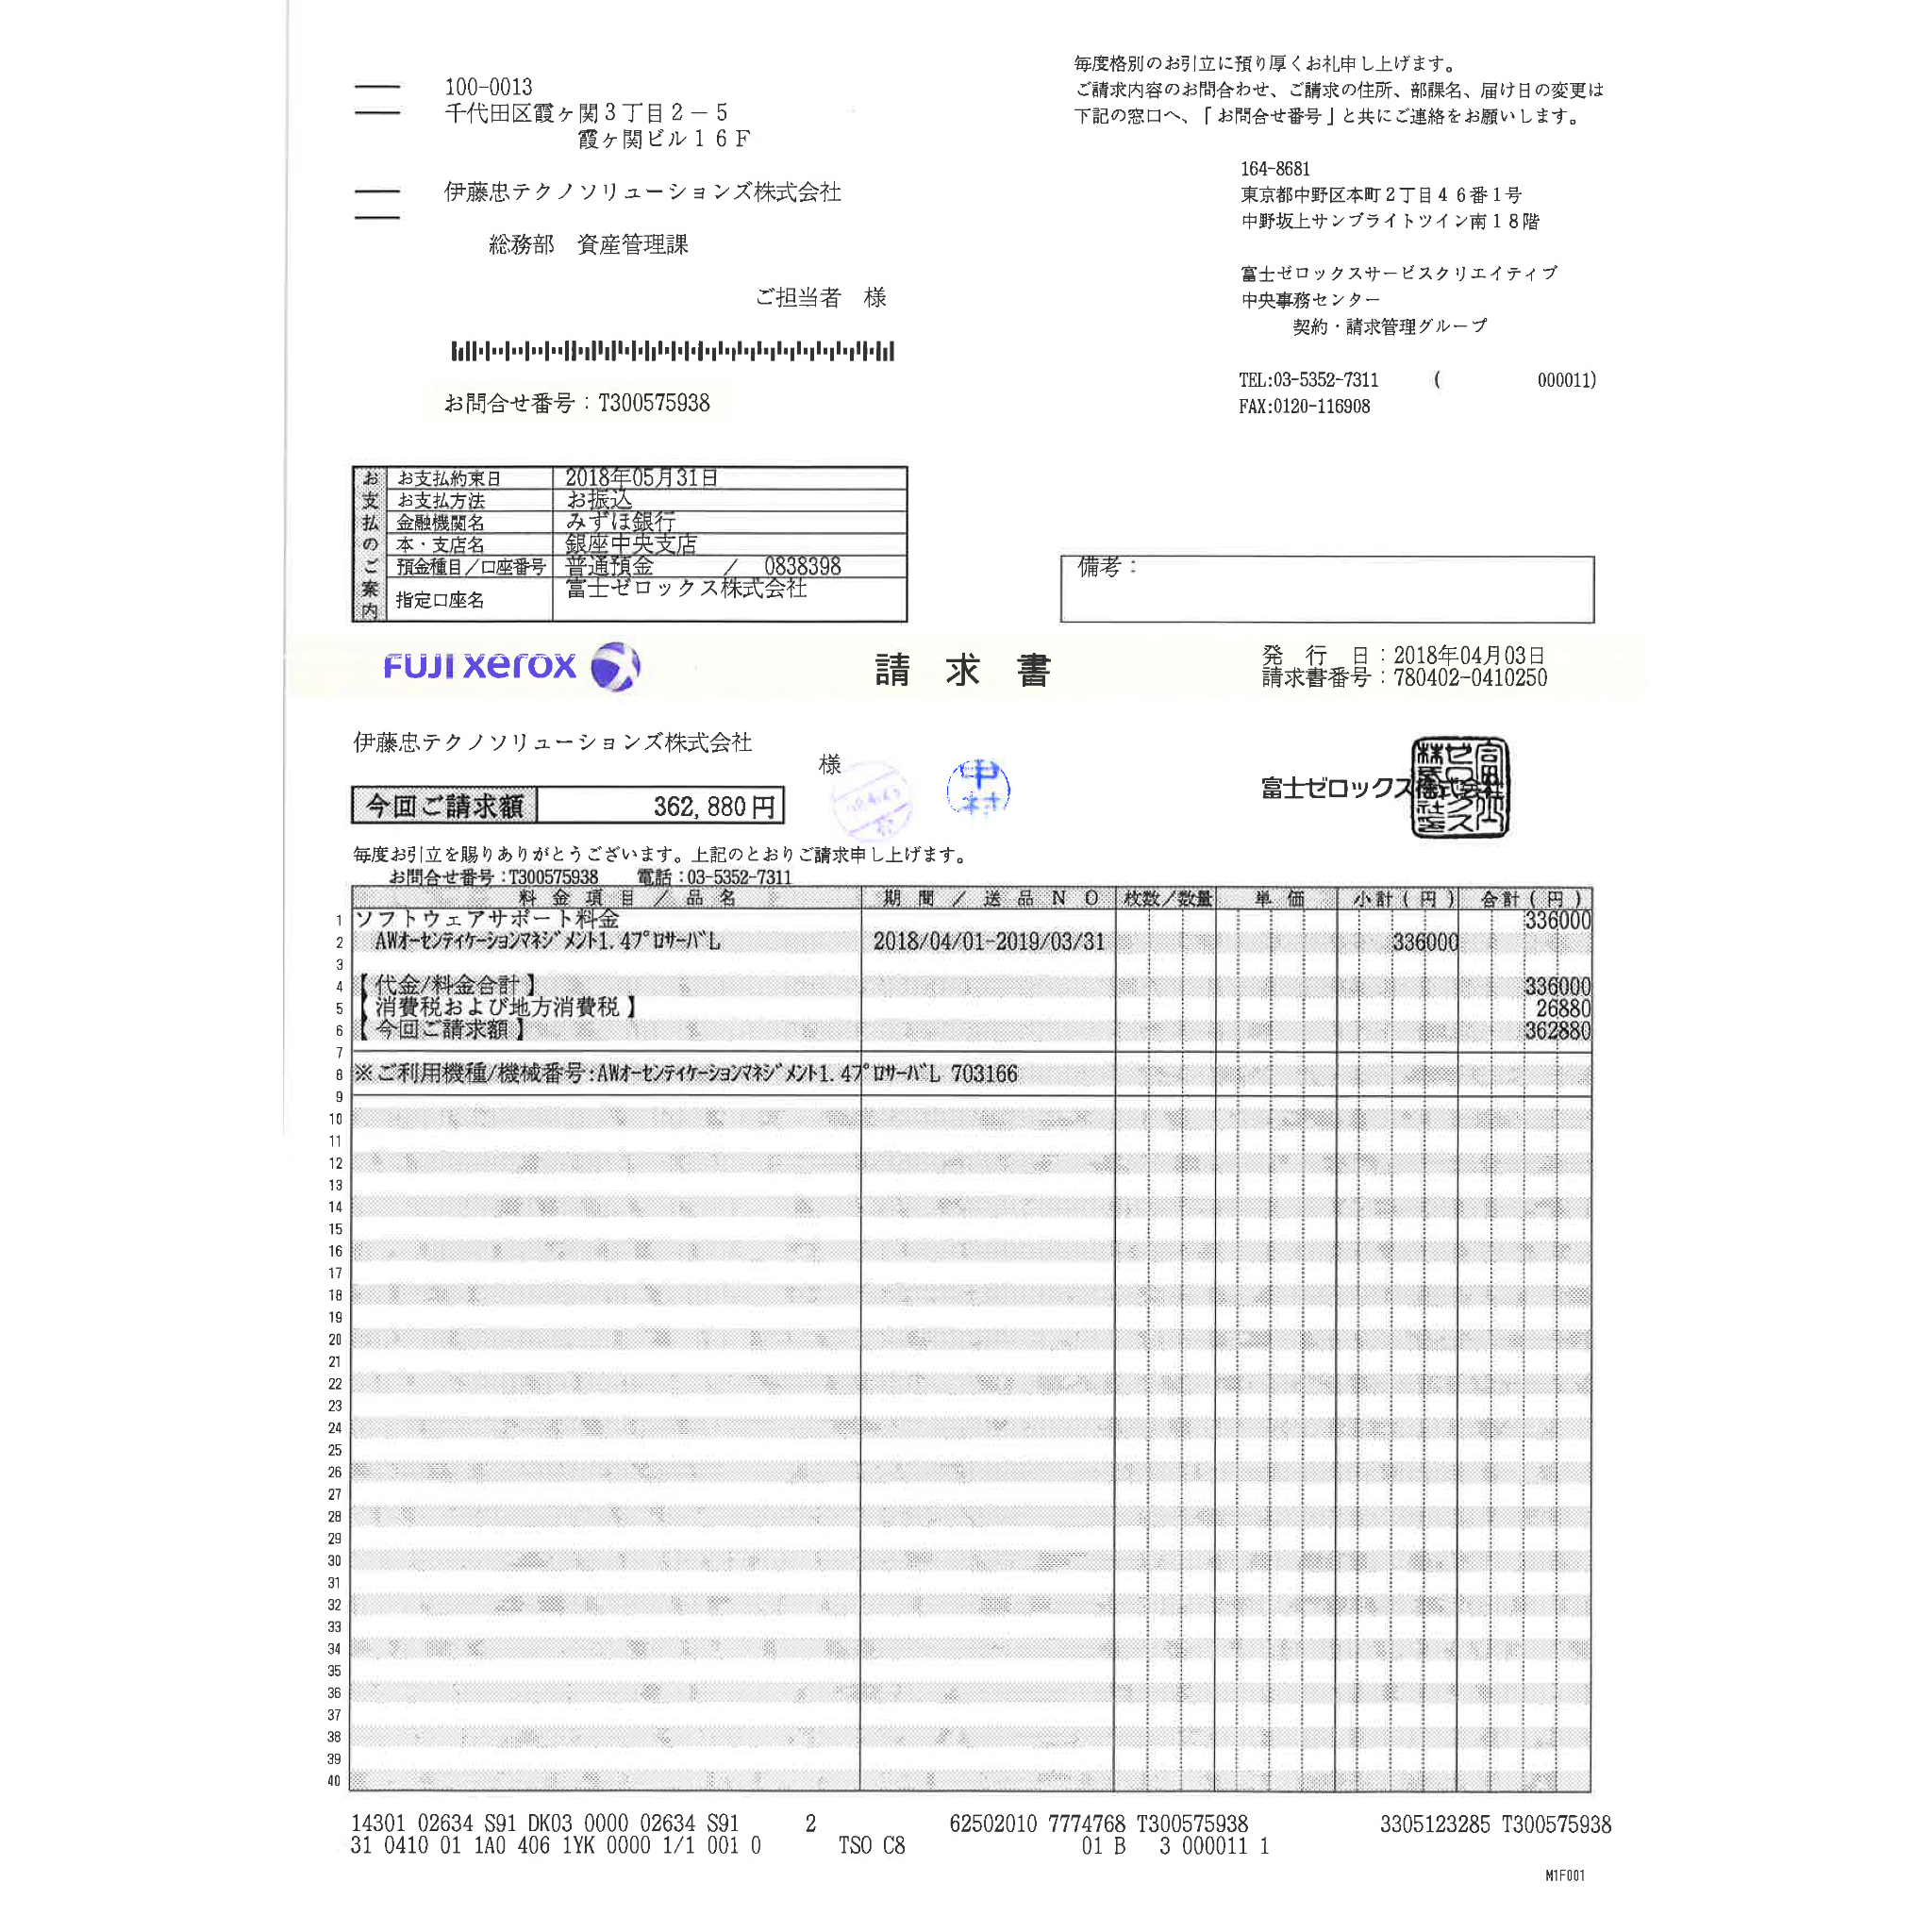 100-0013
千代田区霞ヶ関３丁目２－５
霞ヶ関ビル１６Ｆ
伊藤忠テクノソリューションズ株式会社
総務部　資産管理課
ご担当者　様
お問合せ番号：T300575938
毎度格別のお引立に預り厚くお礼申し上げます。
ご請求内容のお問合わせ、ご請求の住所、部課名、届け日の変更は
下記の窓口へ、「お問合せ番号」と共にご連絡をお願いします。
164-8681
東京都中野区本町２丁目４６番１号
中野坂上サンブライトツイン南１８階
富士ゼロックスサービスクリエイティブ
中央事務センター
契約・請求管理グループ
TEL:03-5352-7311　(　000011)
FAX:0120-116908
お支払のご案内
お支払約束日　2018年05月31日
お支払方法　お振込
金融機関名　みずほ銀行
本・支店名　銀座中央支店
預金種目／口座番号　普通預金　／　0838398
指定口座名　富士ゼロックス株式会社
備考：
FUJI xerox
請　求　書
発　行　日：2018年04月03日
請求書番号：780402-0410250
伊藤忠テクノソリューションズ株式会社
様
中村
今回ご請求額　362,880円
富士ゼロックス株式会社
毎度お引立を賜りありがとうございます。上記のとおりご請求申し上げます。
お問合せ番号：T300575938　電話：03-5352-7311
料　金　項　目　／　品　名　期　間　／　送　品　Ｎ　Ｏ　枚数／数量　単　価　小計（円）　合計（円）
1 ソフトウェアサポート料金　336000
2 AWｵｰｾﾝﾃｨｹｰｼｮﾝﾏﾈｼﾞﾒﾝﾄ1.4ﾌﾟﾛｻｰﾊﾞL　2018/04/01-2019/03/31　336000
3
4 【 代金/料金合計 】　336000
5 【 消費税および地方消費税 】　26880
6 【 今回ご請求額 】　362880
7
8 ※ご利用機種/機械番号:AWｵｰｾﾝﾃｨｹｰｼｮﾝﾏﾈｼﾞﾒﾝﾄ1.4ﾌﾟﾛｻｰﾊﾞL 703166
9
10
11
12
13
14
15
16
17
18
19
20
21
22
23
24
25
26
27
28
29
30
31
32
33
34
35
36
37
38
39
40
14301 02634 S91 DK03 0000 02634 S91　2　62502010 7774768 T300575938　3305123285 T300575938
31 0410 01 1A0 406 1YK 0000 1/1 001 0　TSO C8　01 B　3 000011 1
M1F001